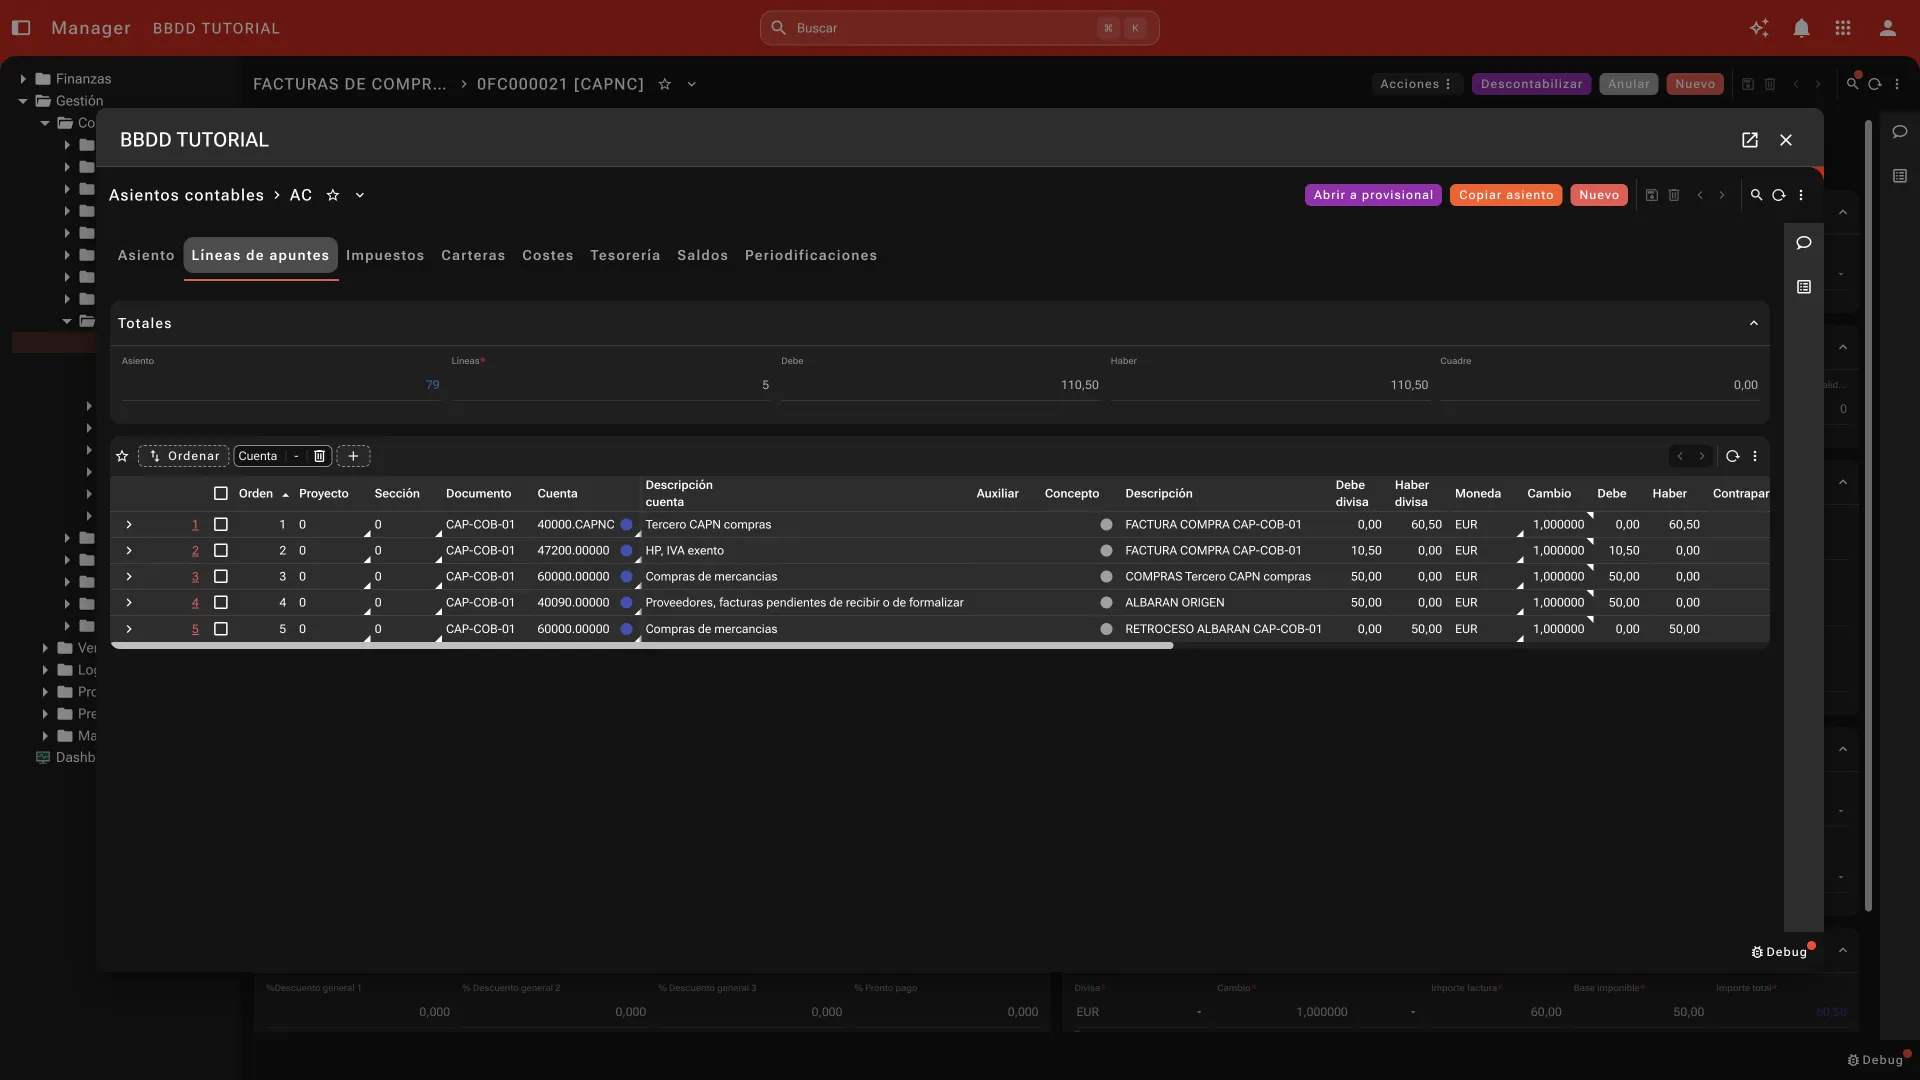 Manager BBDD TUTORIAL Buscar ⌘ K
Finanzas
Gestión
Co
Ver
Log
Pro
Pre
Ma
Dashb
FACTURAS DE COMPR... > 0FC000021 [CAPNC] Acciones Descontabilizar Anular Nuevo
BBDD TUTORIAL
Asientos contables > AC Abrir a provisional Copiar asiento Nuevo
Asiento Líneas de apuntes Impuestos Carteras Costes Tesorería Saldos Periodificaciones
Totales
Asiento Líneas* Debe Haber Cuadre
79 5 110,50 110,50 0,00
Ordenar Cuenta - +
Orden Proyecto Sección Documento Cuenta Descripción cuenta Auxiliar Concepto Descripción Debe divisa Haber divisa Moneda Cambio Debe Haber Contrapar
1 1 0 0 CAP-COB-01 40000.CAPNC Tercero CAPN compras FACTURA COMPRA CAP-COB-01 0,00 60,50 EUR 1,000000 0,00 60,50
2 2 0 0 CAP-COB-01 47200.00000 HP, IVA exento FACTURA COMPRA CAP-COB-01 10,50 0,00 EUR 1,000000 10,50 0,00
3 3 0 0 CAP-COB-01 60000.00000 Compras de mercancias COMPRAS Tercero CAPN compras 50,00 0,00 EUR 1,000000 50,00 0,00
4 4 0 0 CAP-COB-01 40090.00000 Proveedores, facturas pendientes de recibir o de formalizar ALBARAN ORIGEN 50,00 0,00 EUR 1,000000 50,00 0,00
5 5 0 0 CAP-COB-01 60000.00000 Compras de mercancias RETROCESO ALBARAN CAP-COB-01 0,00 50,00 EUR 1,000000 0,00 50,00
alid...
0
Debug
%Descuento general 1 % Descuento general 2 % Descuento general 3 % Pronto pago Divisa* Cambio* Importe factura* Base imponible* Importe total*
0,000 0,000 0,000 0,000 EUR 1,000000 60,00 50,00 60,50
Debug